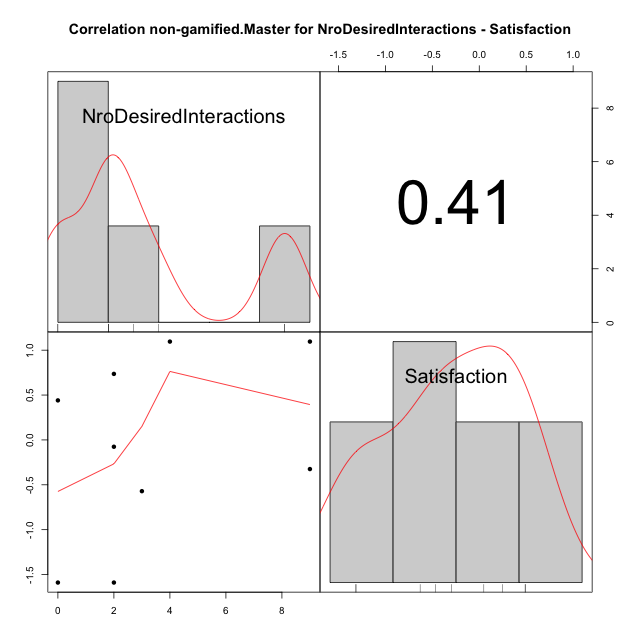 Correlation non-gamified.Master for NroDesiredInteractions - Satisfaction
-1.5 -1.0 -0.5 0.0 0.5 1.0
NroDesiredInteractions
0.41
8
6
4
2
0
Satisfaction
1.0
0.5
0.0
-0.5
-1.0
-1.5
0 2 4 6 8